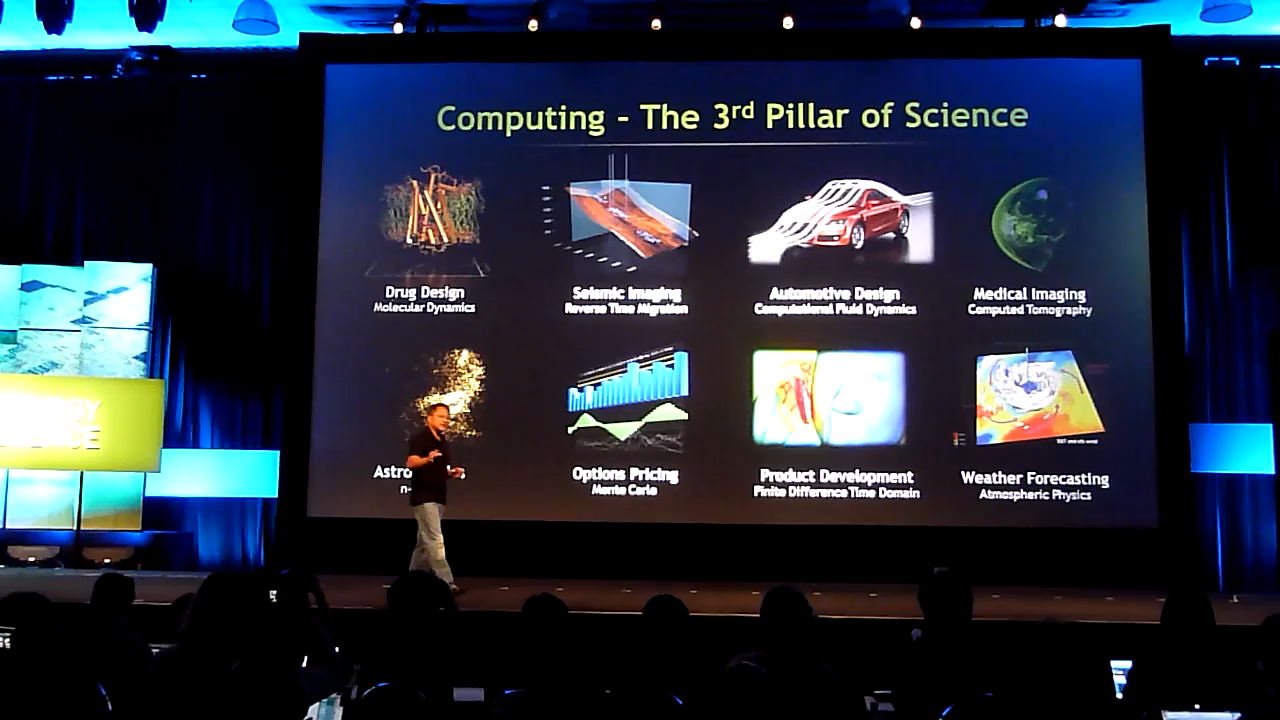 Computing - The 3rd Pillar of Science
Drug Design
Molecular Dynamics
Seismic Imaging
Reverse Time Migration
Automotive Design
Computational Fluid Dynamics
Medical Imaging
Computed Tomography
Astro
n-
Options Pricing
Monte Carlo
Product Development
Finite Difference Time Domain
Weather Forecasting
Atmospheric Physics